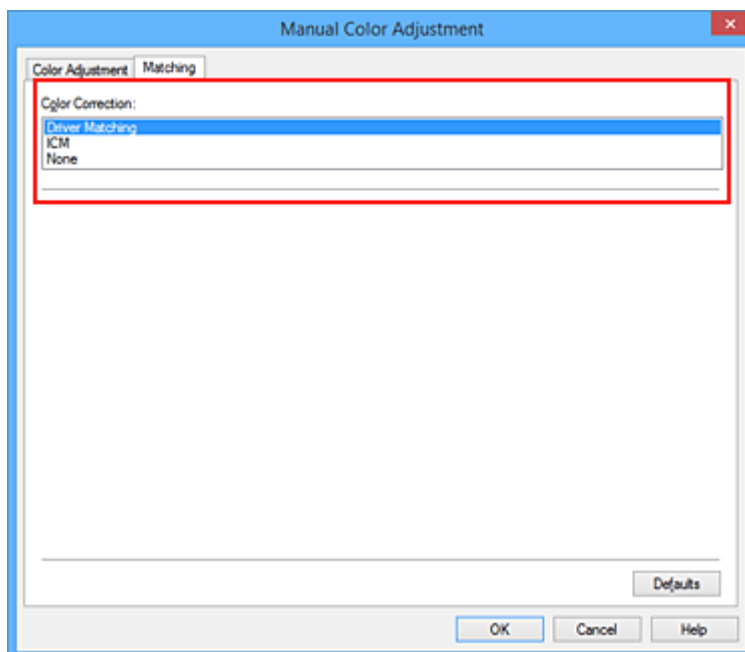 Manual Color Adjustment
Color Adjustment Matching
Color Correction:
Driver Matching
ICM
None
Defaults
OK Cancel Help